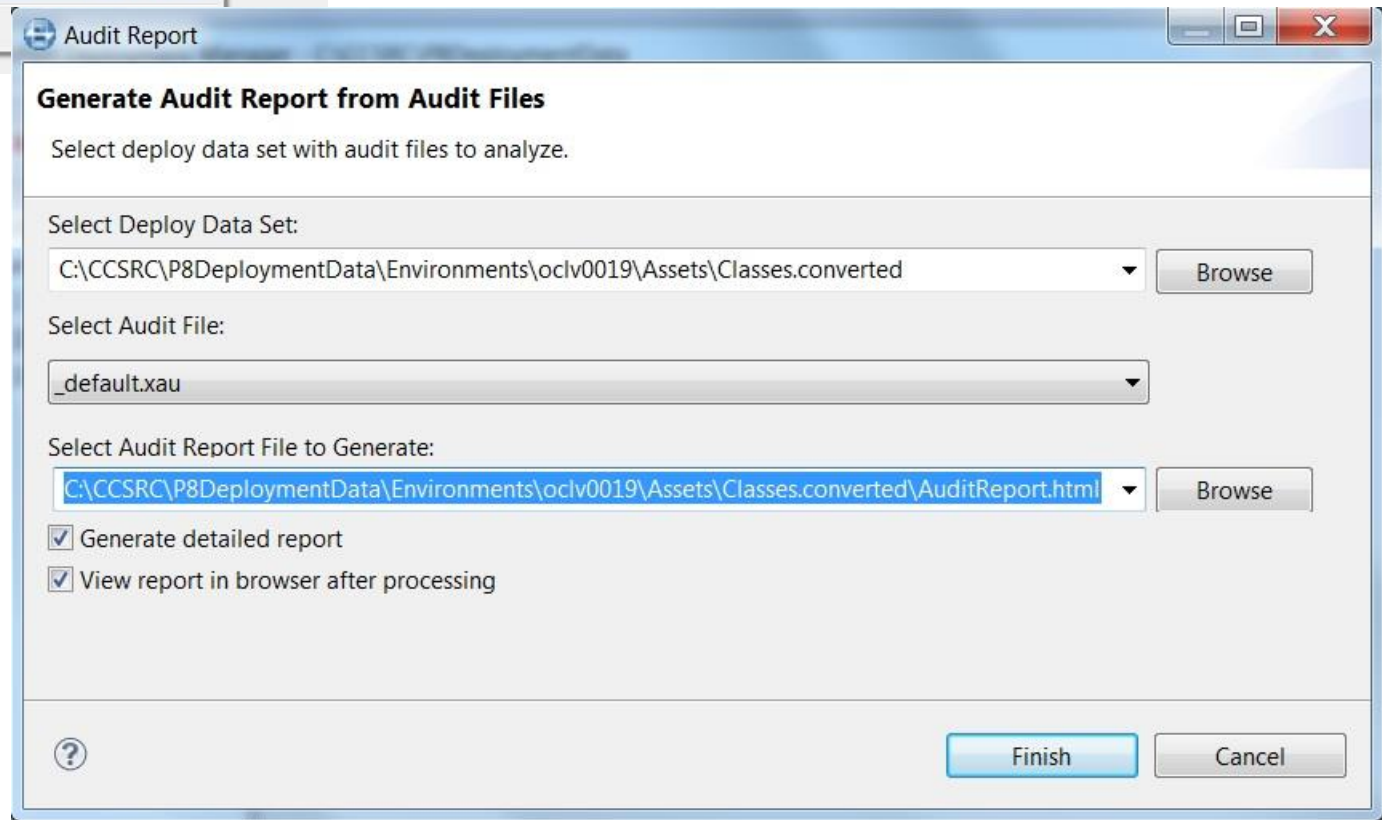 Audit Report
Generate Audit Report from Audit Files
Select deploy data set with audit files to analyze.
Select Deploy Data Set:
C:\CCSRC\P8DeploymentData\Environments\oclv0019\Assets\Classes.converted
Browse
Select Audit File:
_default.xau
Select Audit Report File to Generate:
C:\CCSRC\P8DeploymentData\Environments\oclv0019\Assets\Classes.converted\AuditReport.html
Browse
Generate detailed report
View report in browser after processing
Finish
Cancel